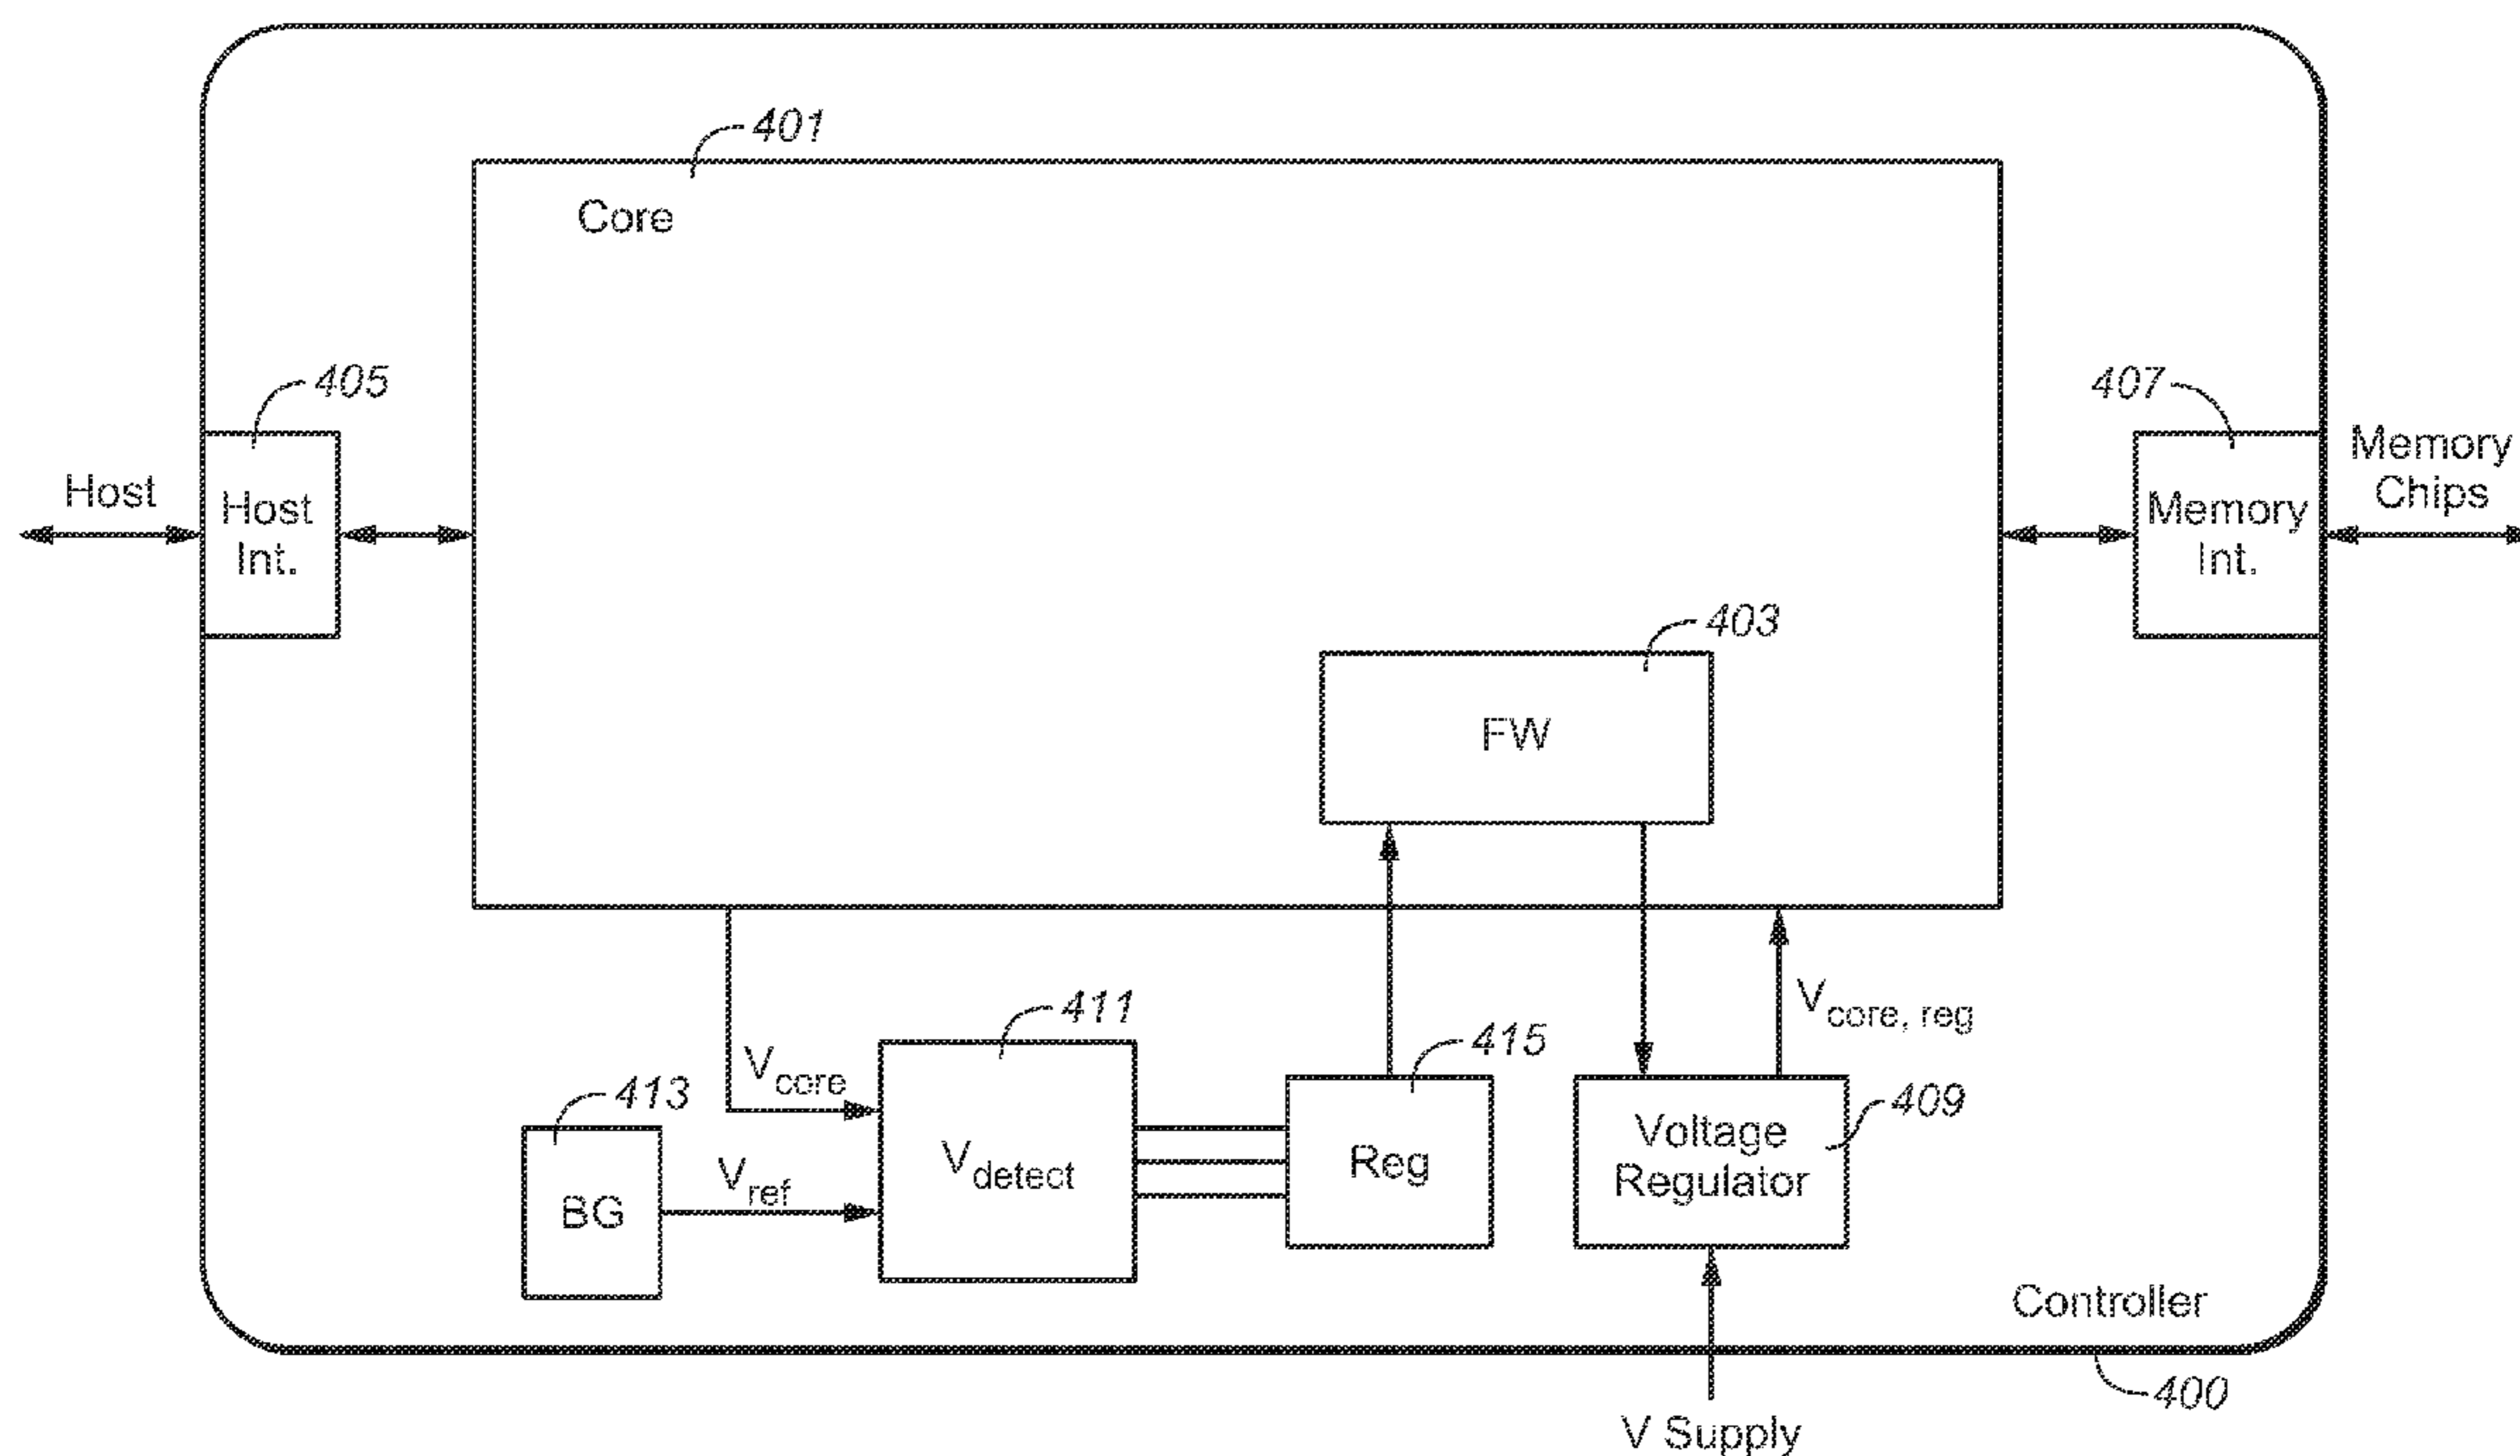 401
Core
405
Host
Host
Int.
407
Memory
Chips
Memory
Int.
403
FW
411
Vcore
413
BG
Vref
Vdetect
415
Reg
Vcore, reg
409
Voltage
Regulator
Controller
400
V Supply